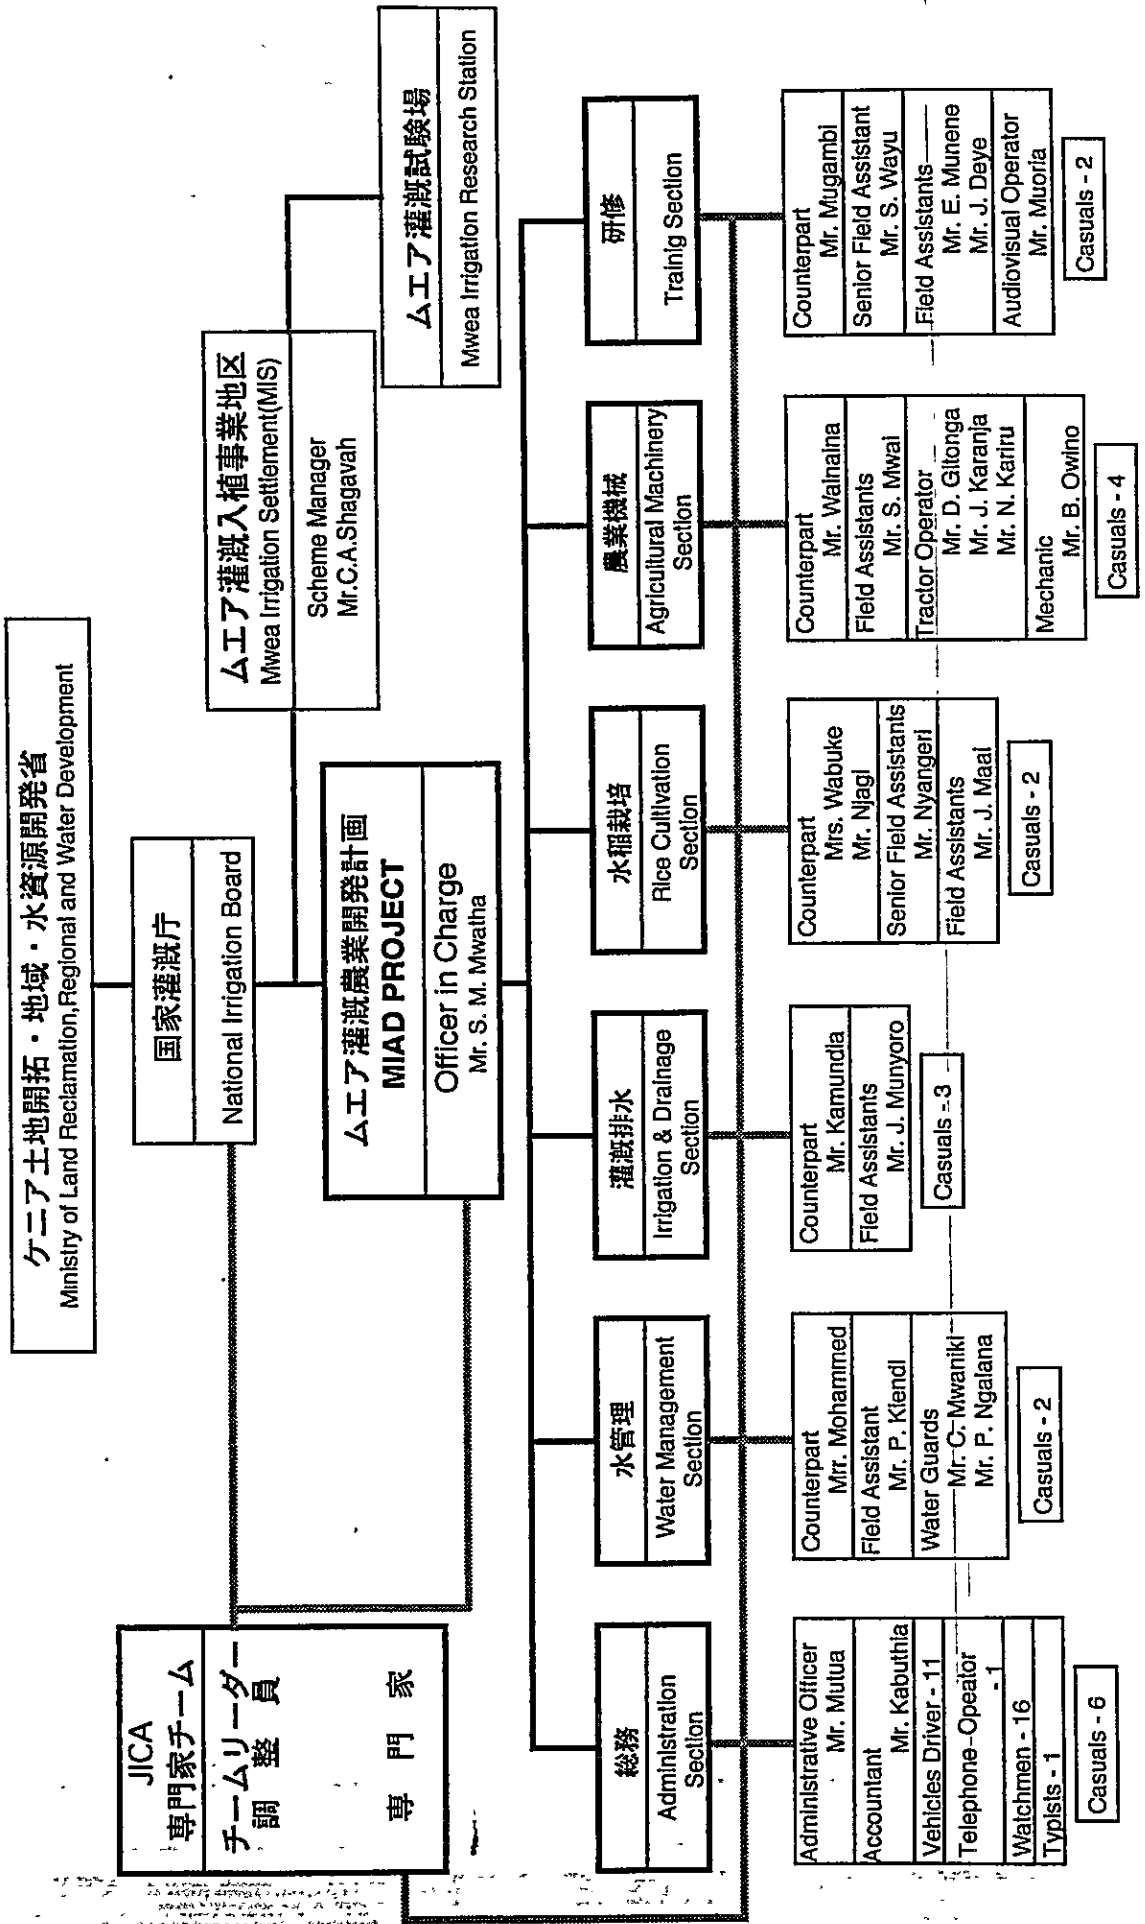 ケニア土地開拓・地域・水資源開発省
Ministry of Land Reclamation,Regional and Water Development
国家灌漑庁
National Irrigation Board
ムエア灌漑入植事業地区
Mwea Irrigation Settlement(MIS)
Scheme Manager
Mr.C.A.Shagavah
ムエア灌漑試験場
Mwea Irrigation Research Station
JICA
専門家チーム
チームリーダー
調 整 員
専 門 家
ムエア灌漑農業開発計画
MIAD PROJECT
Officer in Charge
Mr. S. M. Mwatha
総務
Administration
Section
水管理
Water Management
Section
灌漑排水
Irrigation & Drainage
Section
水稲栽培
Rice Cultivation
Section
農業機械
Agricultural Machinery
Section
研修
Trainig Section
Administrative Officer
Mr. Mutua
Accountant
Mr. Kabuthia
Vehicles Driver - 11
Telephone-Opeator
- 1
Watchmen - 16
Typists - 1
Casuals - 6
Counterpart
Mrr. Mohammed
Field Assistant
Mr. P. Kiendi
Water Guards
Mr. C. Mwaniki
Mr. P. Ngalana
Casuals - 2
Counterpart
Mr. Kamundia
Field Assisiants
Mr. J. Munyoro
Casuals - 3
Counterpart
Mrs. Wabuke
Mr. Njagi
Senior Field Assistants
Mr. Nyangeri
Field Assistants
Mr. J. Maai
Casuals - 2
Counterpart
Mr. Wainaina
Field Assistants
Mr. S. Mwai
Tractor Operator
Mr. D. Gitonga
Mr. J. Karanja
Mr. N. Kariru
Mechanic
Mr. B. Owino
Casuals - 4
Counterpart
Mr. Mugambi
Senior Field Assistant
Mr. S. Wayu
Field Assistants
Mr. E. Munene
Mr. J. Deye
Audiovisual Operator
Mr. Muoria
Casuals - 2